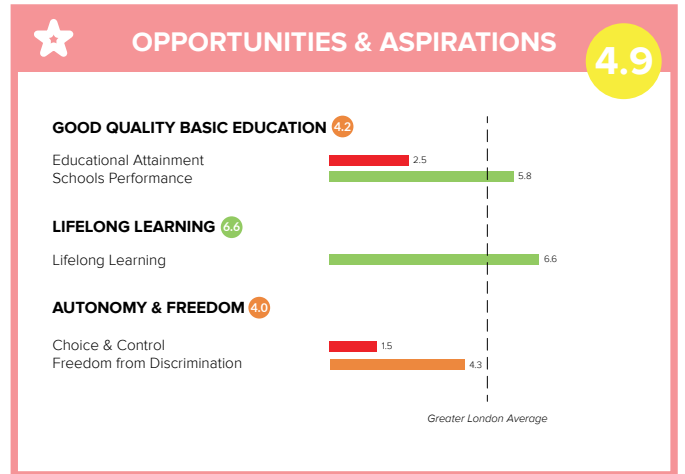 OPPORTUNITIES & ASPIRATIONS
4.9
GOOD QUALITY BASIC EDUCATION 4.2
Educational Attainment 2.5
Schools Performance 5.8
LIFELONG LEARNING 6.6
Lifelong Learning 6.6
AUTONOMY & FREEDOM 4.0
Choice & Control 1.5
Freedom from Discrimination 4.3
Greater London Average